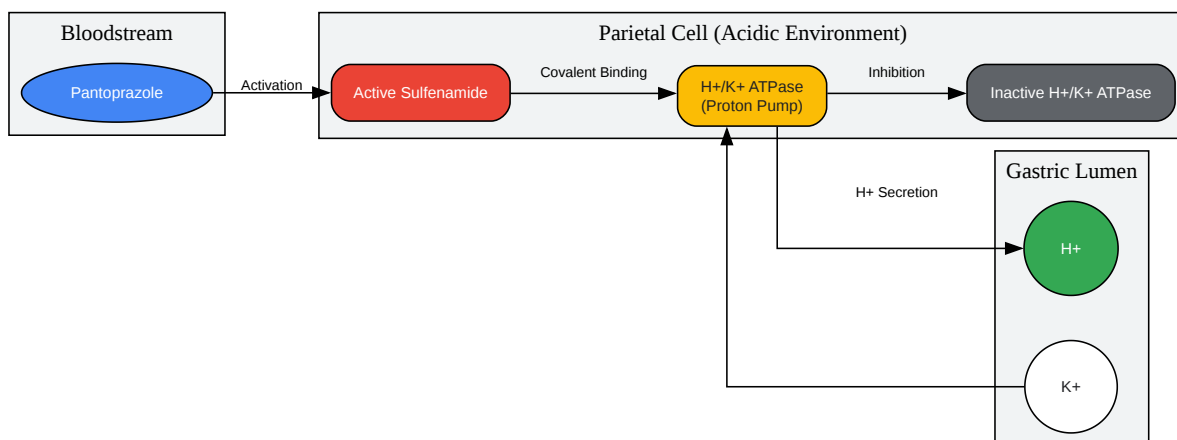 Bloodstream
Parietal Cell (Acidic Environment)
Pantoprazole
Activation
Active Sulfenamide
Covalent Binding
H+/K+ ATPase
(Proton Pump)
Inhibition
Inactive H+/K+ ATPase
Gastric Lumen
H+ Secretion
H+
K+